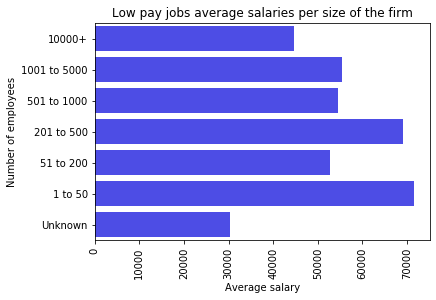 Low pay jobs average salaries per size of the firm
Number of employees
10000+
1001 to 5000
501 to 1000
201 to 500
51 to 200
1 to 50
Unknown
0
10000
20000
30000
40000
50000
60000
70000
Average salary